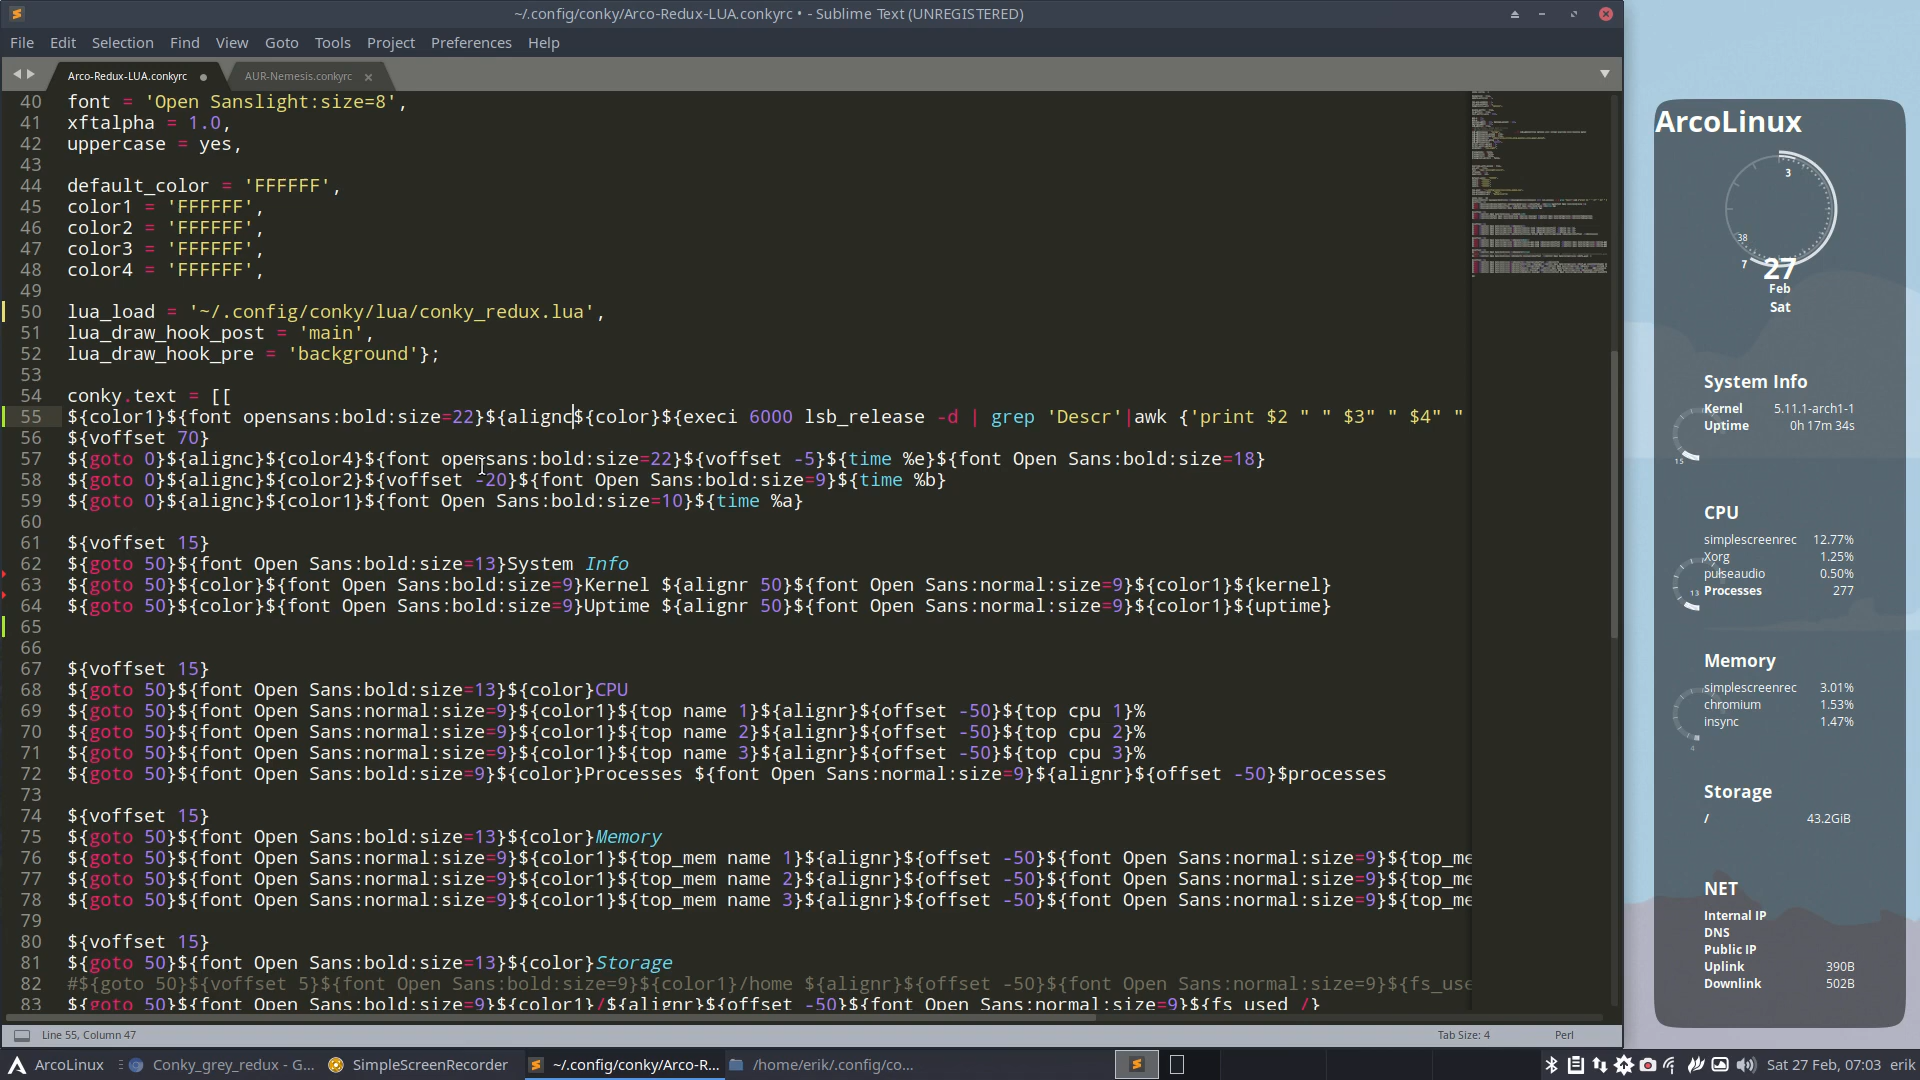 ~/.config/conky/Arco-Redux-LUA.conkyrc • - Sublime Text (UNREGISTERED)
File Edit Selection Find View Goto Tools Project Preferences Help
Arco-Redux-LUA.conkyrc AUR-Nemesis.conkyrc
40 font = 'Open Sanslight:size=8',
41 xftalpha = 1.0,
42 uppercase = yes,
43
44 default_color = 'FFFFFF',
45 color1 = 'FFFFFF',
46 color2 = 'FFFFFF',
47 color3 = 'FFFFFF',
48 color4 = 'FFFFFF',
49
50 lua_load = '~/.config/conky/lua/conky_redux.lua',
51 lua_draw_hook_post = 'main',
52 lua_draw_hook_pre = 'background'};
53
54 conky.text = [[
55 ${color1}${font opensans:bold:size=22}${alignc${color}${execi 6000 lsb_release -d | grep 'Descr'|awk {'print $2 " " $3" " $4" "
56 ${voffset 70}
57 ${goto 0}${alignc}${color4}${font opensans:bold:size=22}${voffset -5}${time %e}${font Open Sans:bold:size=18}
58 ${goto 0}${alignc}${color2}${voffset -20}${font Open Sans:bold:size=9}${time %b}
59 ${goto 0}${alignc}${color1}${font Open Sans:bold:size=10}${time %a}
60
61 ${voffset 15}
62 ${goto 50}${font Open Sans:bold:size=13}System Info
63 ${goto 50}${color}${font Open Sans:bold:size=9}Kernel ${alignr 50}${font Open Sans:normal:size=9}${color1}${kernel}
64 ${goto 50}${color}${font Open Sans:bold:size=9}Uptime ${alignr 50}${font Open Sans:normal:size=9}${color1}${uptime}
65
66
67 ${voffset 15}
68 ${goto 50}${font Open Sans:bold:size=13}${color}CPU
69 ${goto 50}${font Open Sans:normal:size=9}${color1}${top name 1}${alignr}${offset -50}${top cpu 1}%
70 ${goto 50}${font Open Sans:normal:size=9}${color1}${top name 2}${alignr}${offset -50}${top cpu 2}%
71 ${goto 50}${font Open Sans:normal:size=9}${color1}${top name 3}${alignr}${offset -50}${top cpu 3}%
72 ${goto 50}${font Open Sans:bold:size=9}${color}Processes ${font Open Sans:normal:size=9}${alignr}${offset -50}$processes
73
74 ${voffset 15}
75 ${goto 50}${font Open Sans:bold:size=13}${color}Memory
76 ${goto 50}${font Open Sans:normal:size=9}${color1}${top_mem name 1}${alignr}${offset -50}${font Open Sans:normal:size=9}${top_me
77 ${goto 50}${font Open Sans:normal:size=9}${color1}${top_mem name 2}${alignr}${offset -50}${font Open Sans:normal:size=9}${top_me
78 ${goto 50}${font Open Sans:normal:size=9}${color1}${top_mem name 3}${alignr}${offset -50}${font Open Sans:normal:size=9}${top_me
79
80 ${voffset 15}
81 ${goto 50}${font Open Sans:bold:size=13}${color}Storage
82 #${goto 50}${voffset 5}${font Open Sans:bold:size=9}${color1}/home ${alignr}${offset -50}${font Open Sans:normal:size=9}${fs_use
83 ${goto 50}${font Open Sans:bold:size=9}${color1}/${alignr}${offset -50}${font Open Sans:normal:size=9}${fs_used /}
Line 55, Column 47 Tab Size: 4 Perl
ArcoLinux
3
38
7
27
Feb
Sat
System Info
Kernel 5.11.1-arch1-1
Uptime 0h 17m 34s
15
CPU
simplescreenrec 12.77%
Xorg 1.25%
pulseaudio 0.50%
13
Processes 277
Memory
simplescreenrec 3.01%
chromium 1.53%
insync 1.47%
4
Storage
/ 43.2GiB
NET
Internal IP
DNS
Public IP
Uplink 390B
Downlink 502B
ArcoLinux Conky_grey_redux - G... SimpleScreenRecorder ~/.config/conky/Arco-R... /home/erik/.config/co... Sat 27 Feb, 07:03 erik